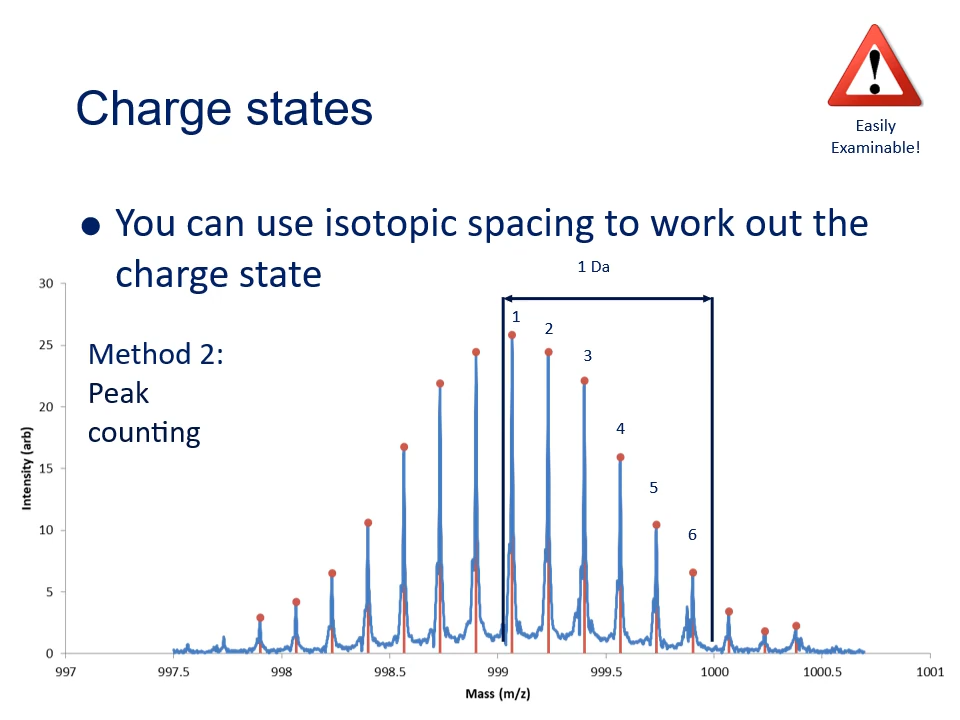 Charge states
Easily
Examinable!
● You can use isotopic spacing to work out the
charge state
Method 2:
Peak
counting
1 Da
1
2
3
4
5
6
Intensity (arb)
30
25
20
15
10
5
0
997
997.5
998
998.5
999
999.5
1000
1000.5
1001
Mass (m/z)